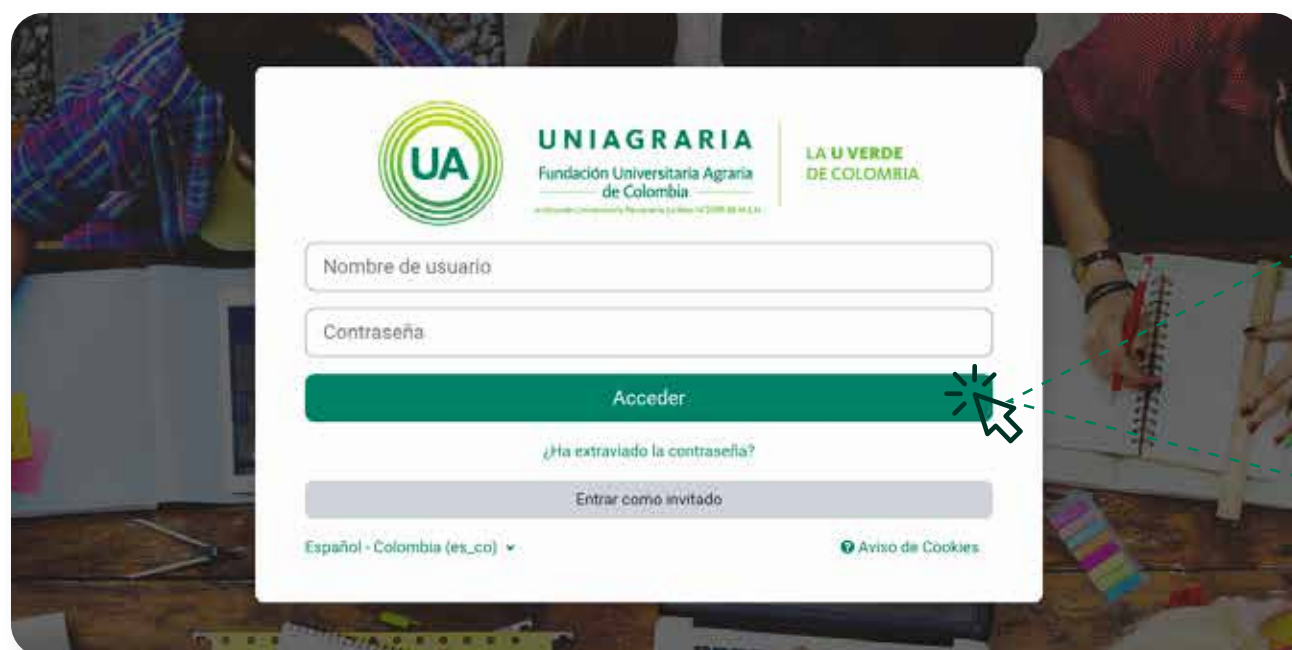 UA
UNIAGRARIA
Fundación Universitaria Agraria
de Colombia
LA U VERDE
DE COLOMBIA
Nombre de usuario
Contraseña
Acceder
¿Ha extraviado la contraseña?
Entrar como invitado
Español - Colombia (es_co)
Aviso de Cookies